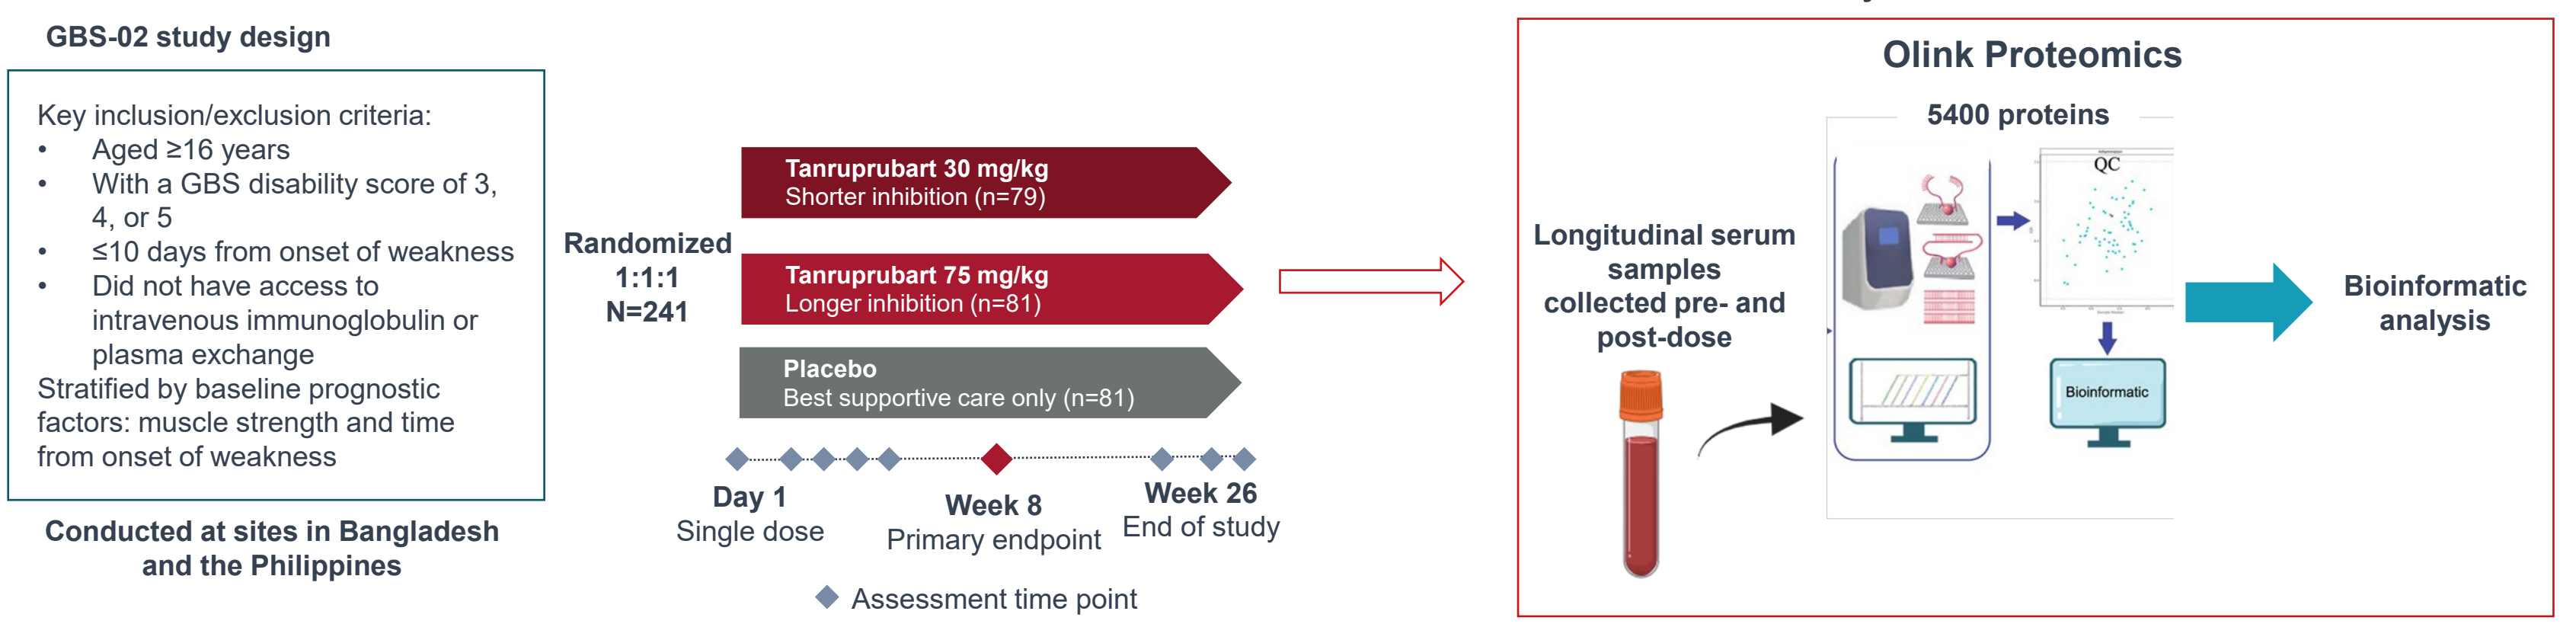 GBS-02 study design
Key inclusion/exclusion criteria:
• Aged ≥16 years
• With a GBS disability score of 3,
4, or 5
• ≤10 days from onset of weakness
• Did not have access to
intravenous immunoglobulin or
plasma exchange
Stratified by baseline prognostic
factors: muscle strength and time
from onset of weakness
Conducted at sites in Bangladesh
and the Philippines
Randomized
1:1:1
N=241
Tanruprubart 30 mg/kg
Shorter inhibition (n=79)
Tanruprubart 75 mg/kg
Longer inhibition (n=81)
Placebo
Best supportive care only (n=81)
Day 1
Single dose
Week 8
Primary endpoint
Week 26
End of study
Assessment time point
Olink Proteomics
5400 proteins
Longitudinal serum
samples
collected pre- and
post-dose
QC
Bioinformatic
Bioinformatic
analysis